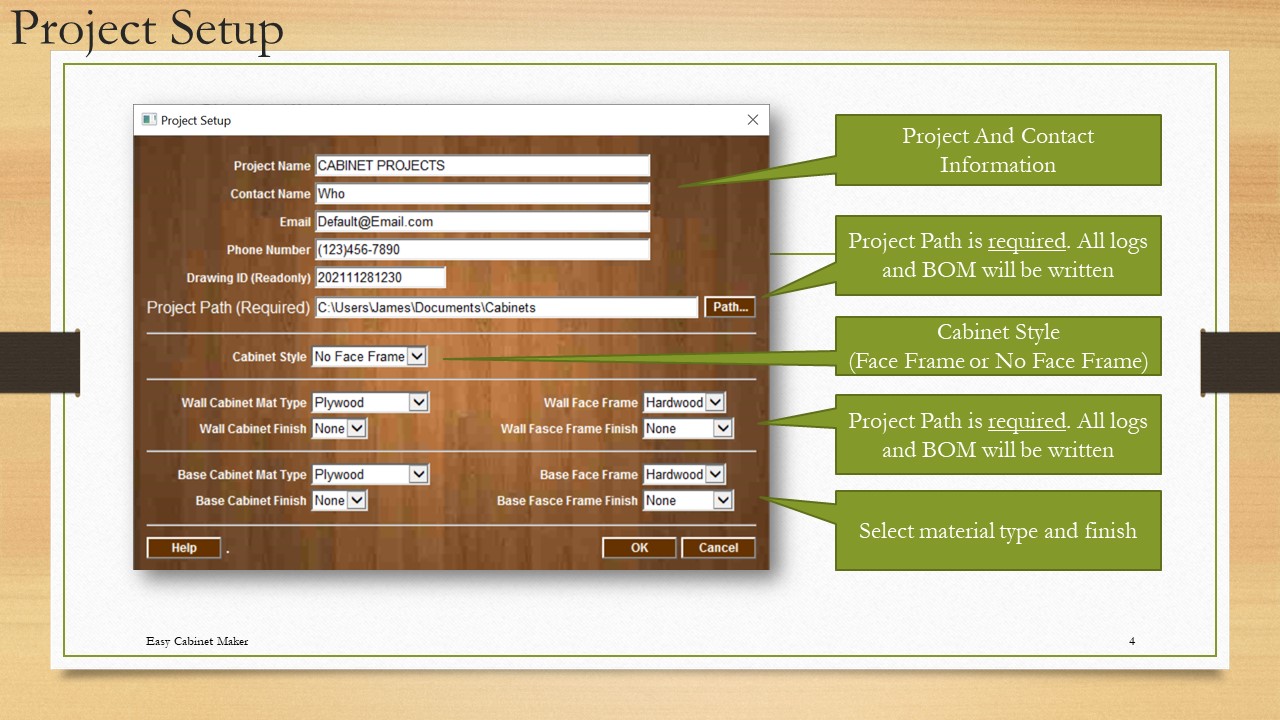 Project Setup
Project Setup
Project Name CABINET PROJECTS
Contact Name Who
Email Default@Email.com
Phone Number (123)456-7890
Drawing ID (Readonly) 202111281230
Project Path (Required) C:\Users\James\Documents\Cabinets Path...
Cabinet Style No Face Frame
Wall Cabinet Mat Type Plywood Wall Face Frame Hardwood
Wall Cabinet Finish None Wall Fasce Frame Finish None
Base Cabinet Mat Type Plywood Base Face Frame Hardwood
Base Cabinet Finish None Base Fasce Frame Finish None
Help . OK Cancel
Project And Contact
Information
Project Path is required. All logs
and BOM will be written
Cabinet Style
(Face Frame or No Face Frame)
Project Path is required. All logs
and BOM will be written
Select material type and finish
Easy Cabinet Maker 4